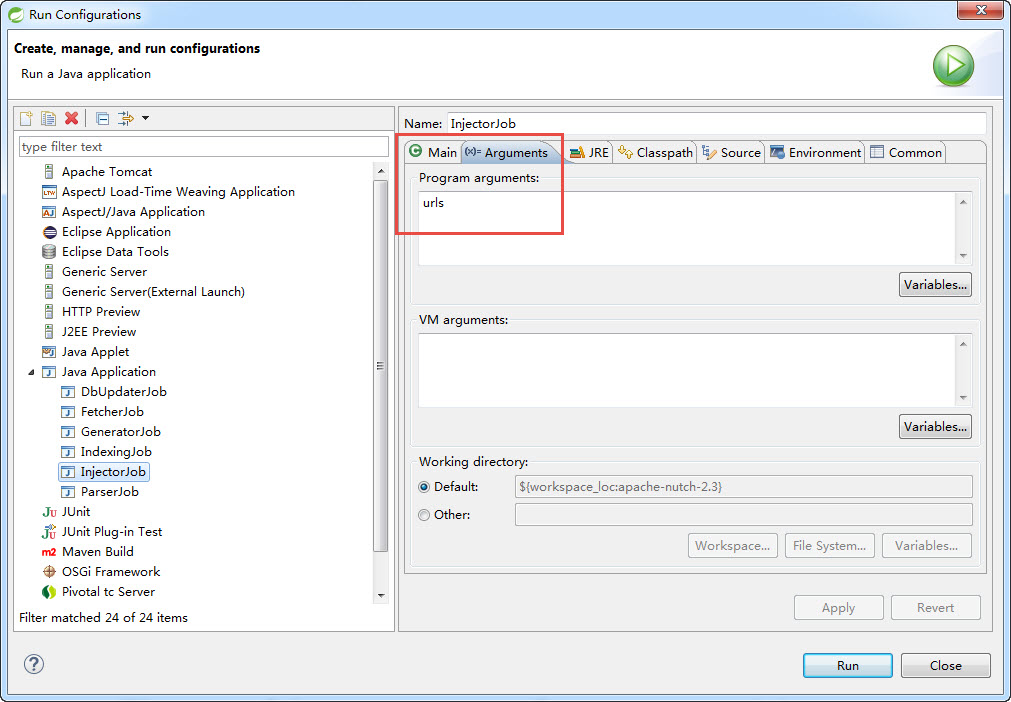 Run Configurations
Create, manage, and run configurations
Run a Java application
type filter text
Apache Tomcat
AspectJ Load-Time Weaving Application
AspectJ/Java Application
Eclipse Application
Eclipse Data Tools
Generic Server
Generic Server(External Launch)
HTTP Preview
J2EE Preview
Java Applet
Java Application
DbUpdaterJob
FetcherJob
GeneratorJob
IndexingJob
InjectorJob
ParserJob
JUnit
JUnit Plug-in Test
Maven Build
OSGi Framework
Pivotal tc Server
Filter matched 24 of 24 items
Name: InjectorJob
Main (x)= Arguments JRE Classpath Source Environment Common
Program arguments:
urls
Variables...
VM arguments:
Variables...
Working directory:
Default: ${workspace_loc:apache-nutch-2.3}
Other:
Workspace... File System... Variables...
Apply Revert
Run Close